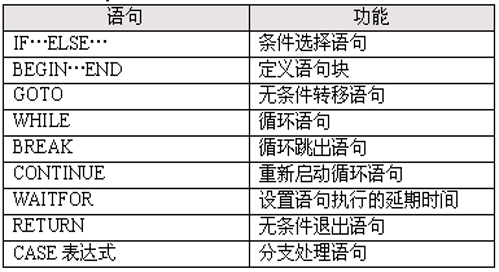 语句 功能
IF…ELSE… 条件选择语句
BEGIN…END 定义语句块
GOTO 无条件转移语句
WHILE 循环语句
BREAK 循环跳出语句
CONTINUE 重新启动循环语句
WAITFOR 设置语句执行的延期时间
RETURN 无条件退出语句
CASE 表达式 分支处理语句